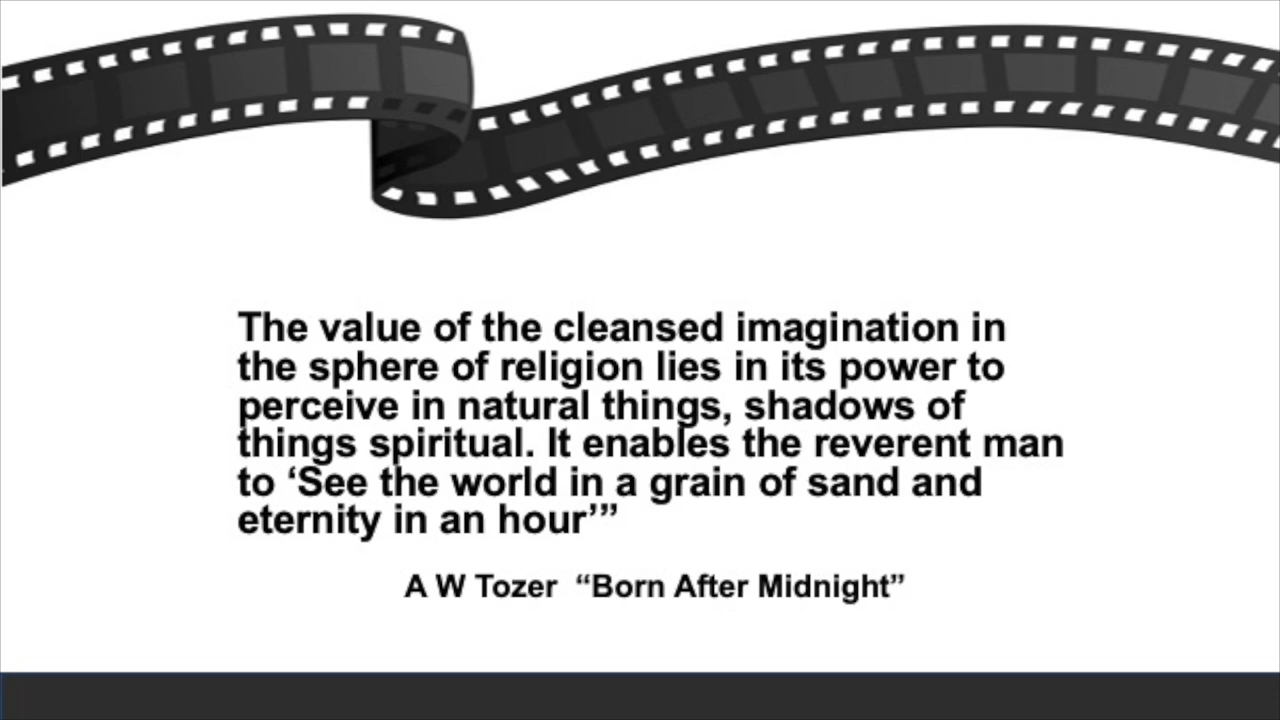 The value of the cleansed imagination in
the sphere of religion lies in its power to
perceive in natural things, shadows of
things spiritual. It enables the reverent man
to ‘See the world in a grain of sand and
eternity in an hour’”
A W Tozer  “Born After Midnight”